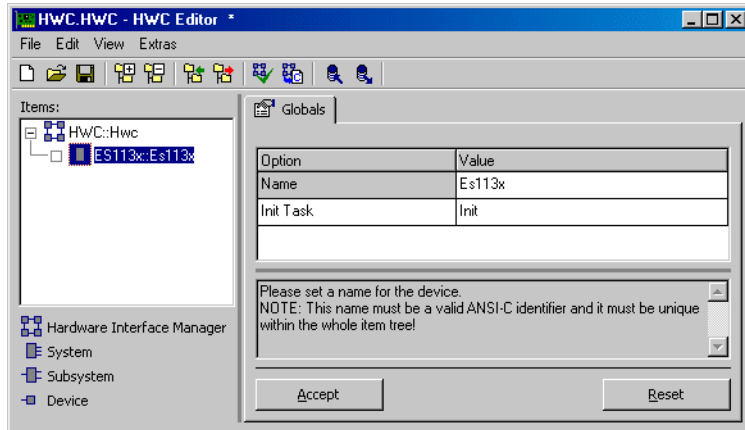 HWC.HWC - HWC Editor *
File Edit View Extras
Items:
HWC::Hwc
ES113x::Es113x
Hardware Interface Manager
System
Subsystem
Device
Globals
Option Value
Name Es113x
Init Task Init
Please set a name for the device.
NOTE: This name must be a valid ANSI-C identifier and it must be unique
within the whole item tree!
Accept Reset